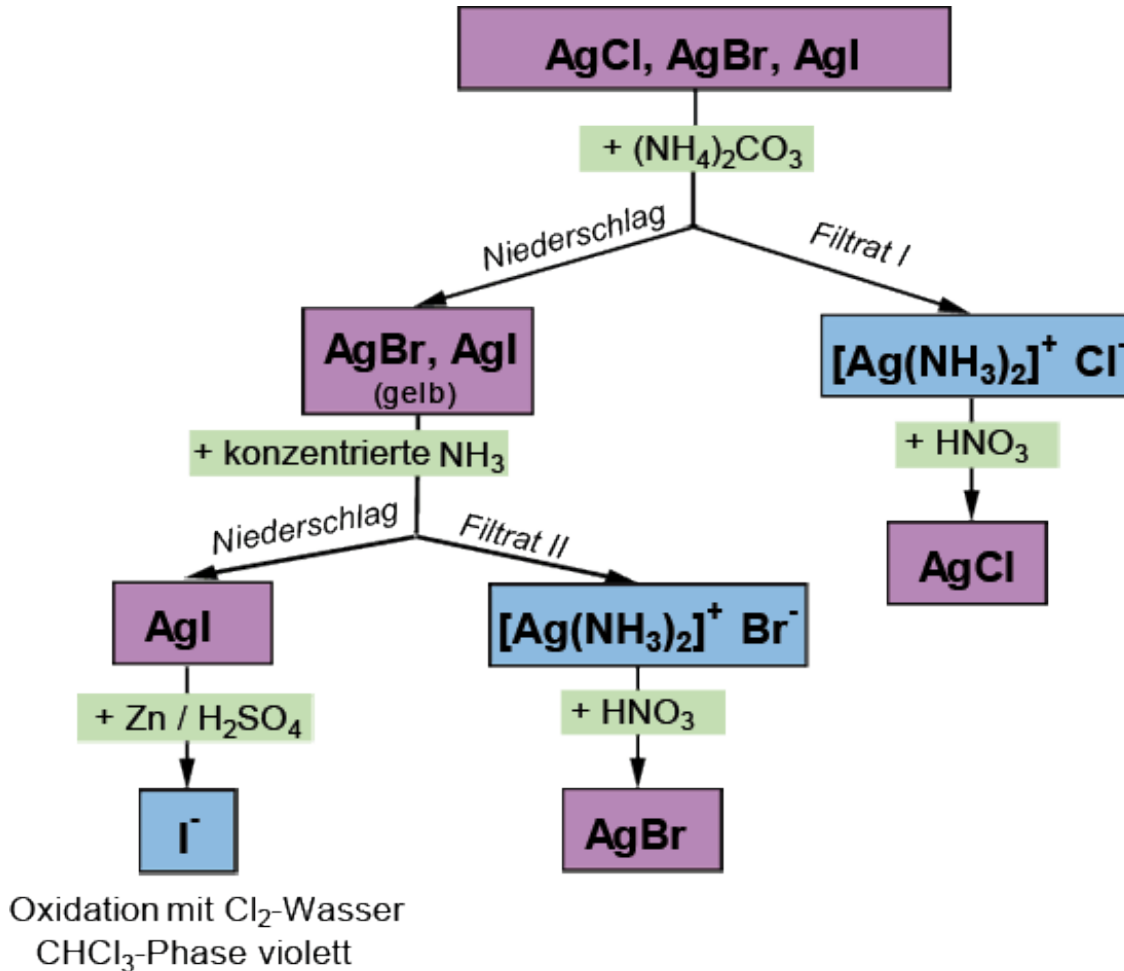 AgCl, AgBr, AgI
+ (NH₄)₂CO₃
Niederschlag
Filtrat I
AgBr, AgI
(gelb)
[Ag(NH₃)₂]⁺ Cl⁻
+ konzentrierte NH₃
+ HNO₃
Niederschlag
Filtrat II
AgCl
AgI
[Ag(NH₃)₂]⁺ Br⁻
+ Zn / H₂SO₄
+ HNO₃
I⁻
AgBr
Oxidation mit Cl₂-Wasser
CHCl₃-Phase violett